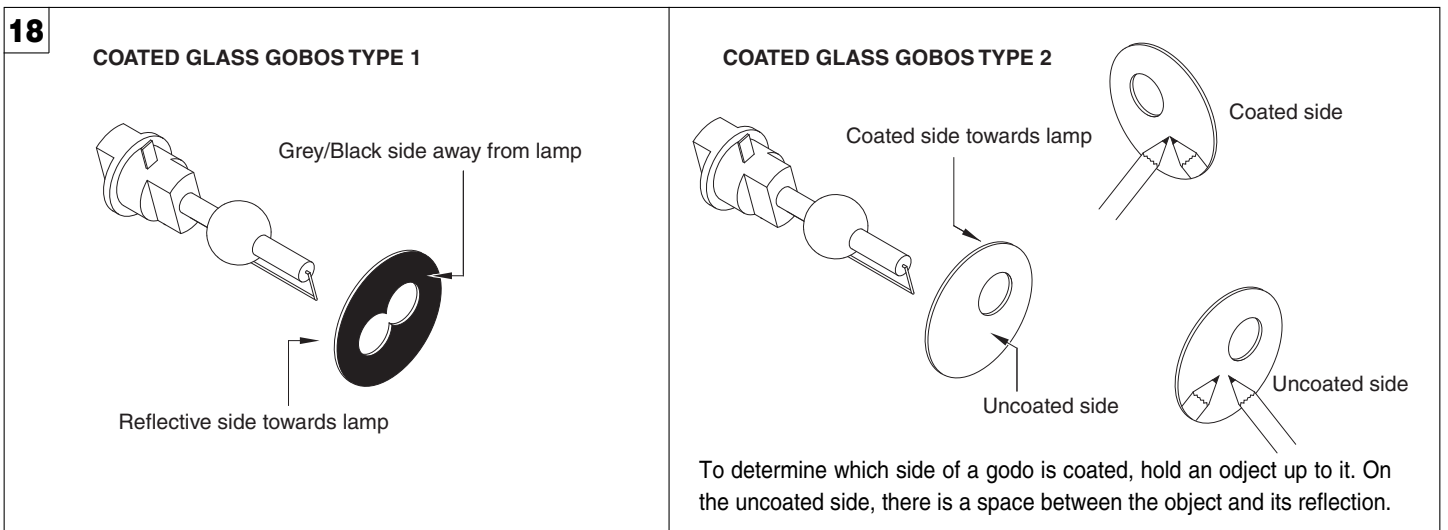 18
COATED GLASS GOBOS TYPE 1
Grey/Black side away from lamp
Reflective side towards lamp
COATED GLASS GOBOS TYPE 2
Coated side towards lamp
Coated side
Uncoated side
Uncoated side
To determine which side of a godo is coated, hold an odject up to it. On
the uncoated side, there is a space between the object and its reflection.